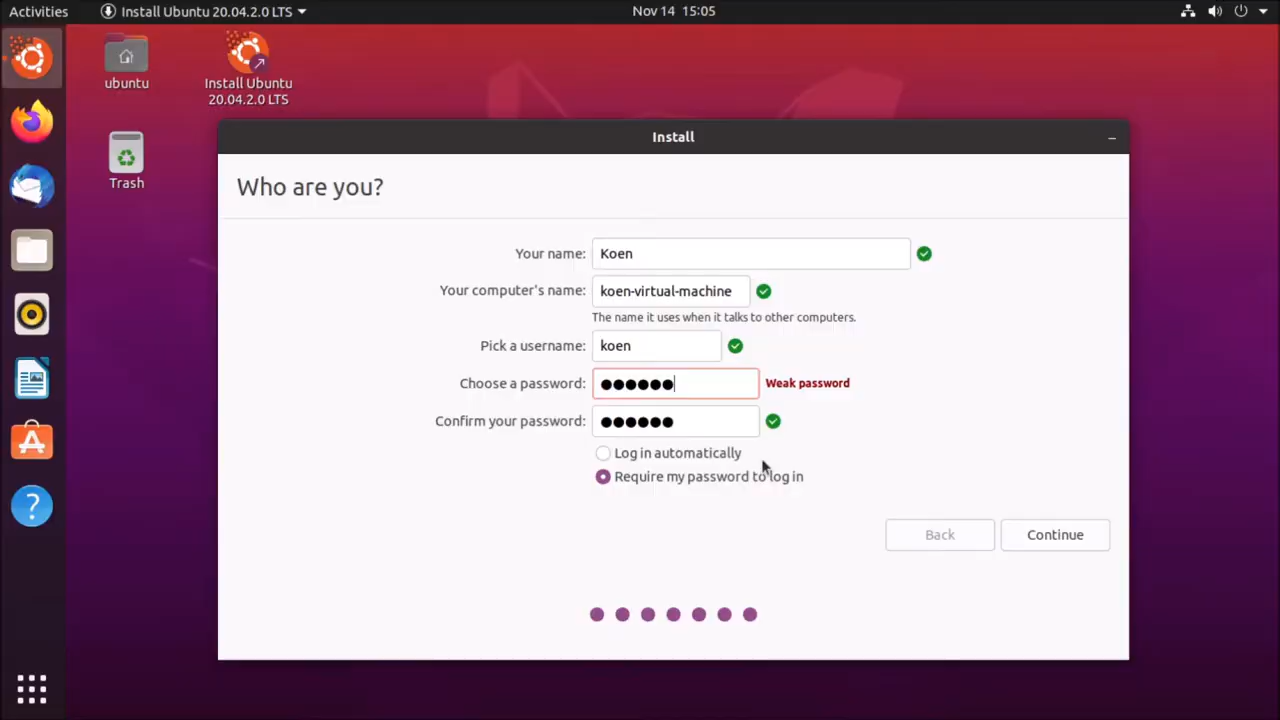 Activities
Install Ubuntu 20.04.2.0 LTS
Nov 14 15:05
ubuntu
Install Ubuntu
20.04.2.0 LTS
Trash
Install
Who are you?
Your name: Koen
Your computer's name: koen-virtual-machine
The name it uses when it talks to other computers.
Pick a username: koen
Choose a password: ●●●●●● Weak password
Confirm your password: ●●●●●●
Log in automatically
Require my password to log in
Back Continue